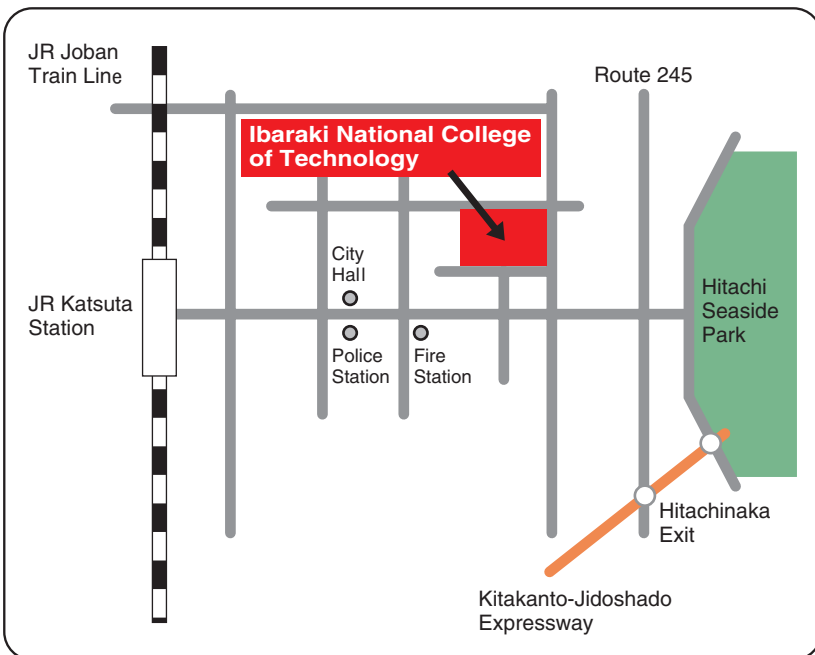 JR Joban
Train Line
Route 245
Ibaraki National College
of Technology
City
Hall
JR Katsuta
Station
Hitachi
Seaside
Park
Police
Station
Fire
Station
Hitachinaka
Exit
Kitakanto-Jidoshado
Expressway